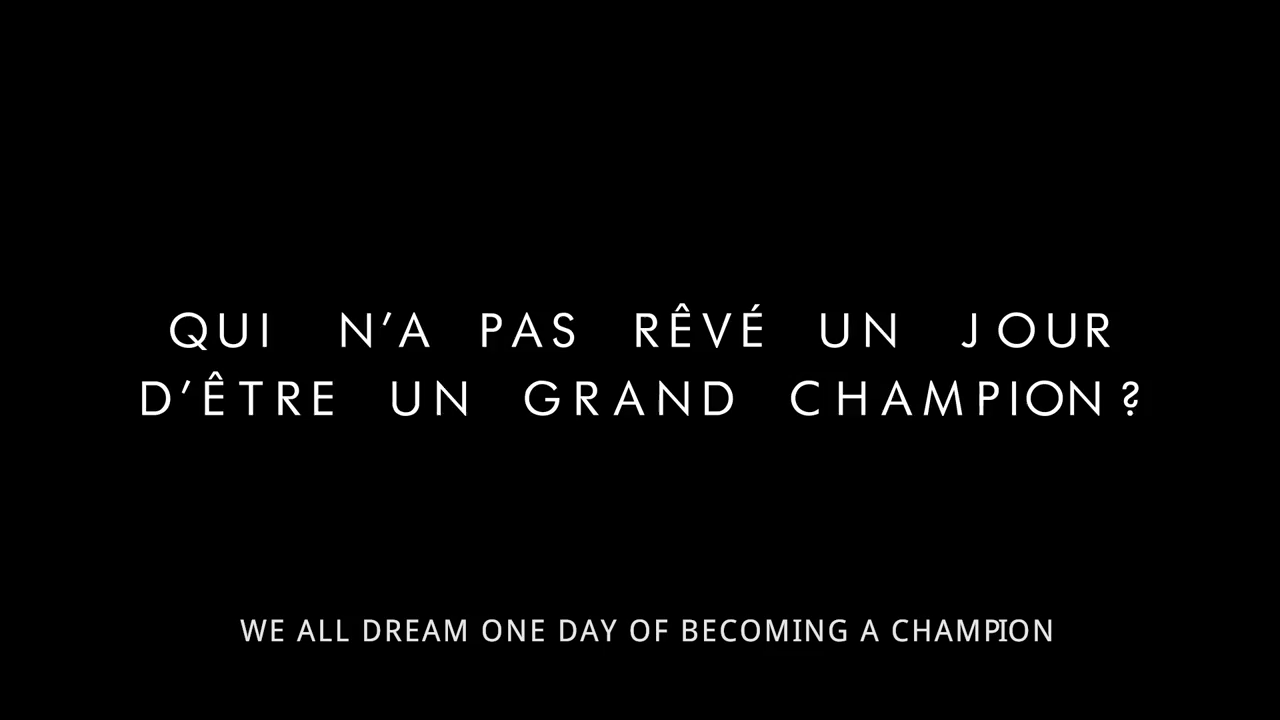 QUI N’A PAS RÊVÉ UN JOUR
D’ÊTRE UN GRAND CHAMPION ?
WE ALL DREAM ONE DAY OF BECOMING A CHAMPION